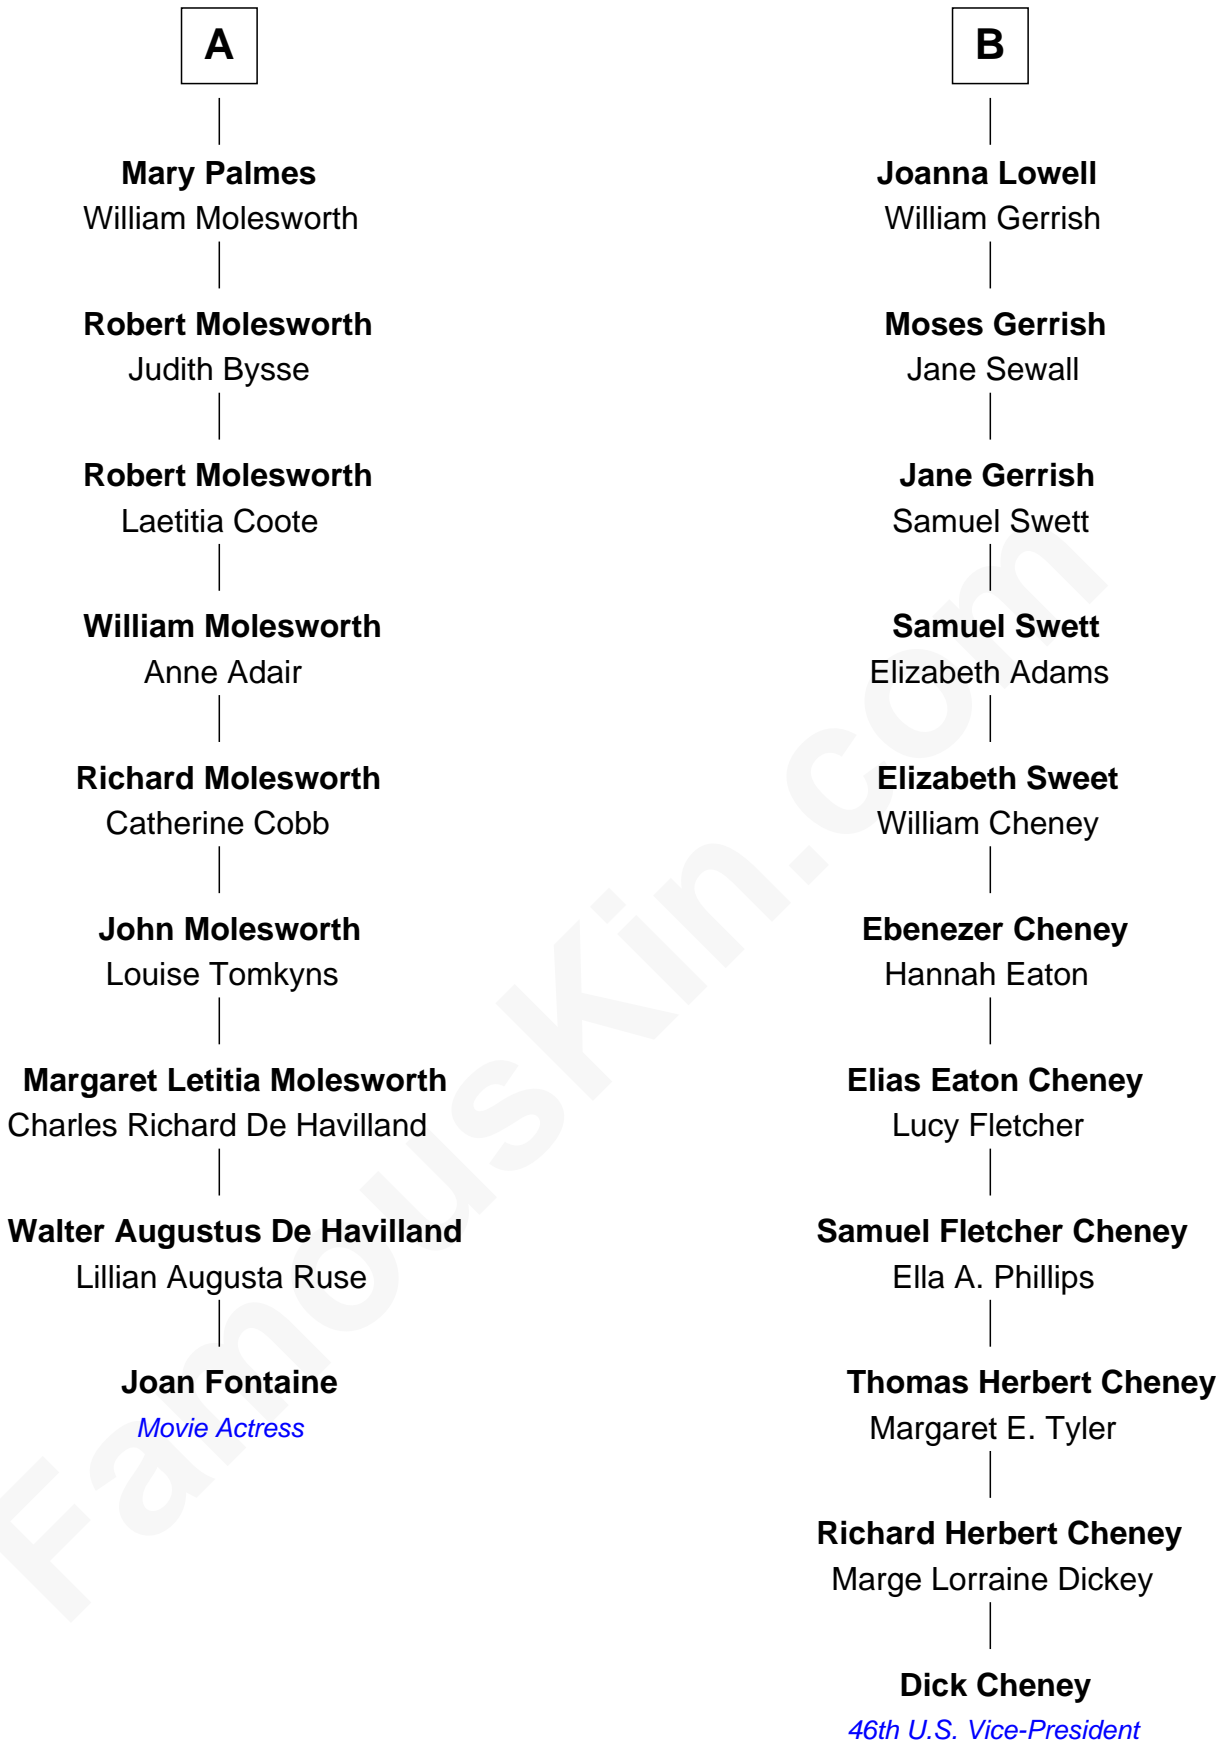 A
Mary Palmes
William Molesworth
Robert Molesworth
Judith Bysse
Robert Molesworth
Laetitia Coote
William Molesworth
Anne Adair
Richard Molesworth
Catherine Cobb
John Molesworth
Louise Tomkyns
Margaret Letitia Molesworth
Charles Richard De Havilland
Walter Augustus De Havilland
Lillian Augusta Ruse
Joan Fontaine
Movie Actress
B
Joanna Lowell
William Gerrish
Moses Gerrish
Jane Sewall
Jane Gerrish
Samuel Swett
Samuel Swett
Elizabeth Adams
Elizabeth Sweet
William Cheney
Ebenezer Cheney
Hannah Eaton
Elias Eaton Cheney
Lucy Fletcher
Samuel Fletcher Cheney
Ella A. Phillips
Thomas Herbert Cheney
Margaret E. Tyler
Richard Herbert Cheney
Marge Lorraine Dickey
Dick Cheney
46th U.S. Vice-President
FamousKin.com